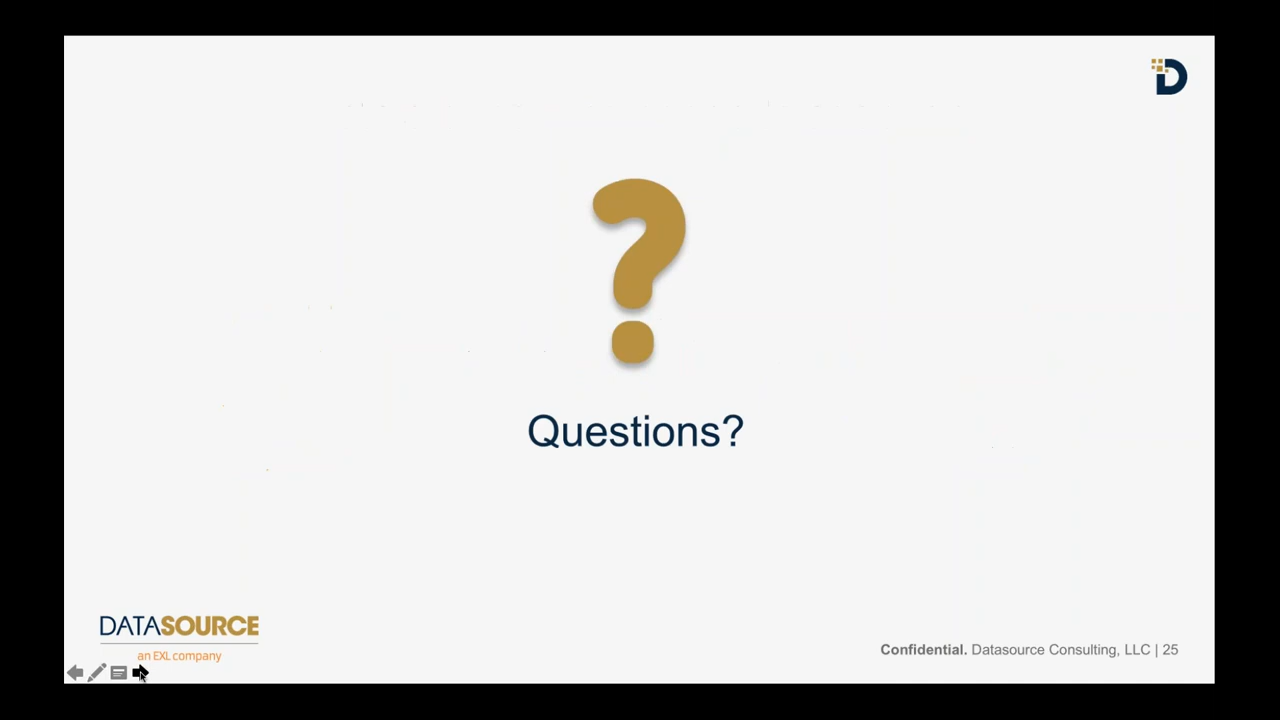 D
?
Questions?
DATASOURCE
an EXL company
Confidential. Datasource Consulting, LLC | 25